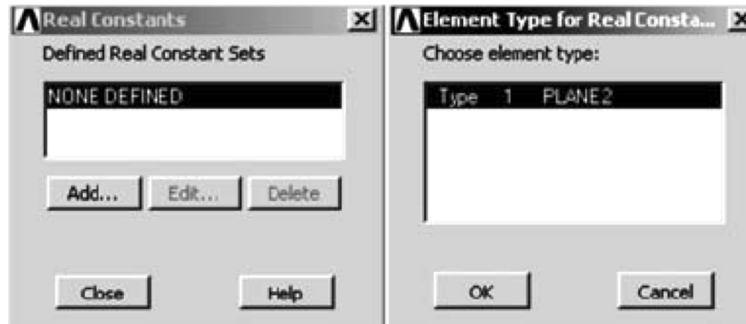 Real Constants
Defined Real Constant Sets
NONE DEFINED
Add...
Edit...
Delete
Close
Help
Element Type for Real Consta...
Choose element type:
Type 1 PLANE2
OK
Cancel